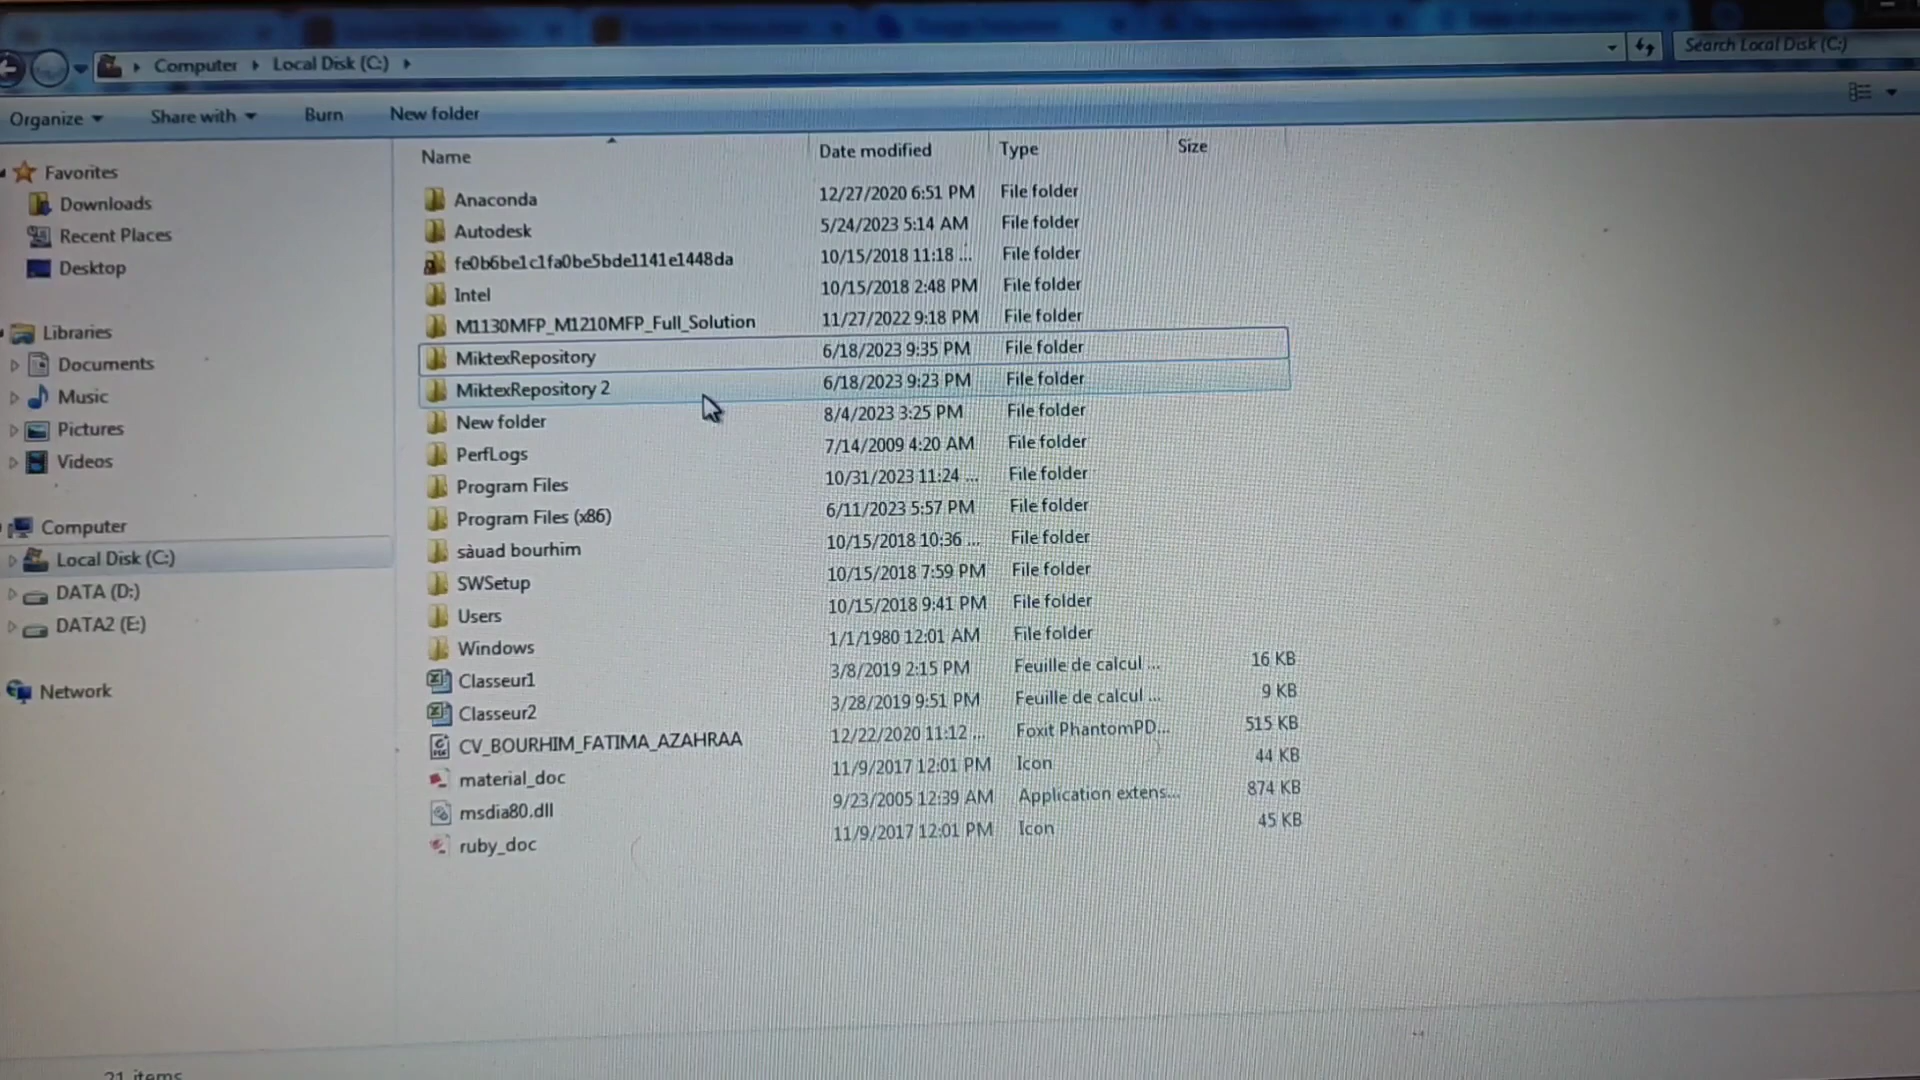 Computer Local Disk (C:)
Search Local Disk (C:)
Organize Share with Burn New folder
Name Date modified Type Size
Favorites
Downloads
Recent Places
Desktop
Libraries
Documents
Music
Pictures
Videos
Computer
Local Disk (C:)
DATA (D:)
DATA2 (E:)
Network
Anaconda 12/27/2020 6:51 PM File folder
Autodesk 5/24/2023 5:14 AM File folder
fe0b6be1c1fa0be5bde1141e1448da 10/15/2018 11:18 ... File folder
Intel 10/15/2018 2:48 PM File folder
M1130MFP_M1210MFP_Full_Solution 11/27/2022 9:18 PM File folder
MiktexRepository 6/18/2023 9:35 PM File folder
MiktexRepository 2 6/18/2023 9:23 PM File folder
New folder 8/4/2023 3:25 PM File folder
PerfLogs 7/14/2009 4:20 AM File folder
Program Files 10/31/2023 11:24 ... File folder
Program Files (x86) 6/11/2023 5:57 PM File folder
sàuad bourhim 10/15/2018 10:36 ... File folder
SWSetup 10/15/2018 7:59 PM File folder
Users 10/15/2018 9:41 PM File folder
Windows 1/1/1980 12:01 AM File folder
Classeur1 3/8/2019 2:15 PM Feuille de calcul ... 16 KB
Classeur2 3/28/2019 9:51 PM Feuille de calcul ... 9 KB
CV_BOURHIM_FATIMA_AZAHRAA 12/22/2020 11:12 ... Foxit PhantomPD... 515 KB
material_doc 11/9/2017 12:01 PM Icon 44 KB
msdia80.dll 9/23/2005 12:39 AM Application extens... 874 KB
ruby_doc 11/9/2017 12:01 PM Icon 45 KB
21 items